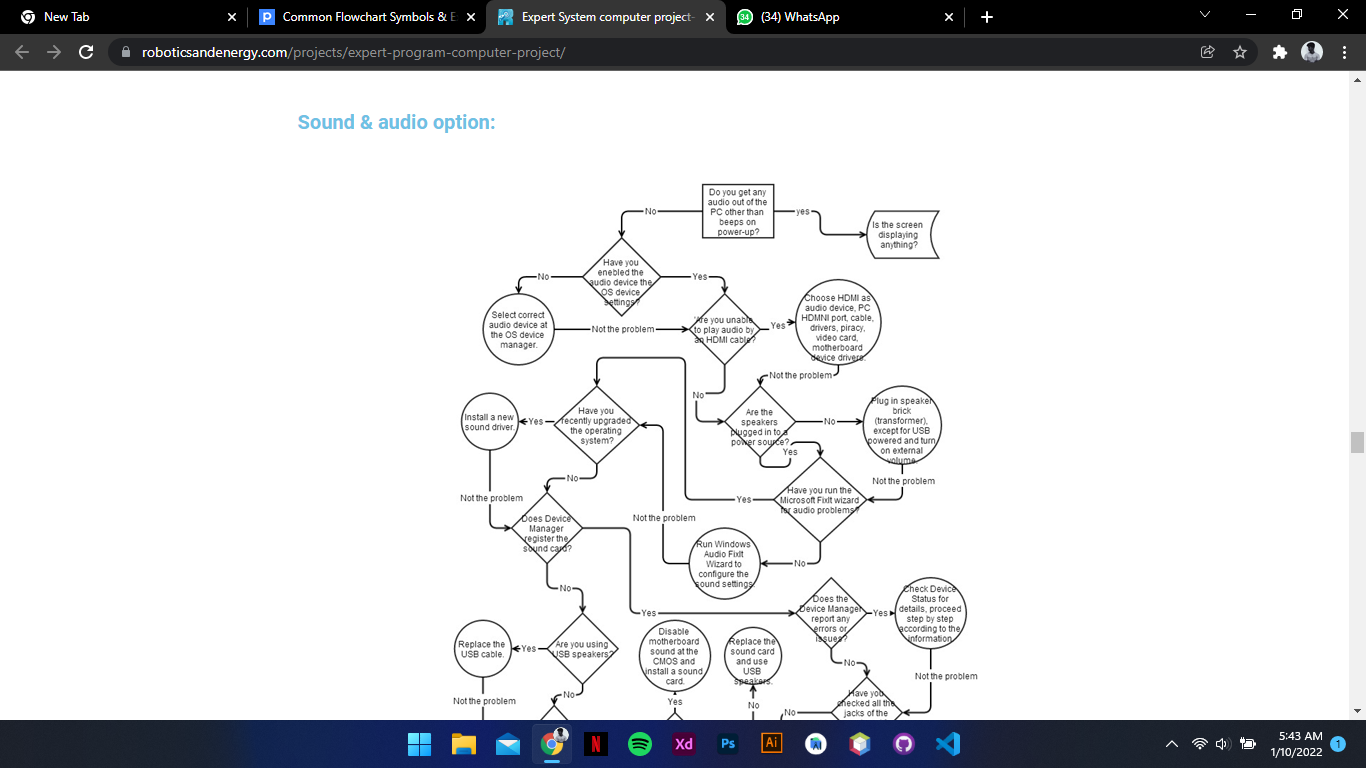 New Tab
Common Flowchart Symbols & E
Expert System computer project-
34
(34) WhatsApp
roboticsandenergy.com/projects/expert-program-computer-project/
Sound & audio option:
Do you get any
audio out of the
PC other than
beeps on
power-up?
No
yes
Is the screen
displaying
anything?
Have you
enabled the
audio device the
OS device
settings?
No
Yes
Select correct
audio device at
the OS device
manager.
Not the problem
'Are you unable
to play audio by
an HDMI cable?
Yes
Choose HDMI as
audio device, PC
HDMNI port, cable,
drivers, piracy,
video card,
motherboard
device drivers.
Not the problem
No
Install a new
sound driver.
Yes
Have you
recently upgraded
the operating
system?
Are the
speakers
plugged in to a
power source?
No
Yes
Plug in speaker
brick
(transformer),
except for USB
powered and turn
on external
volume.
Not the problem
No
Not the problem
Yes
Have you run the
Microsoft FixIt wizard
for audio problems?
Does Device
Manager
register the
sound card?
Not the problem
Run Windows
Audio FixIt
Wizard to
configure the
sound settings
No
No
Yes
Does the
Device Manager
report any
errors or
issues?
Yes
Check Device
Status for
details, proceed
step by step
according to the
information.
Replace the
USB cable.
Yes
Are you using
USB speakers?
Disable
motherboard
sound at the
CMOS and
install a sound
card.
Replace the
sound card
and use
USB
speakers.
No
Not the problem
Not the problem
No
Yes
No
No
Have you
checked all the
jacks of the
Xd
Ps
Ai
5:43 AM
1/10/2022
1